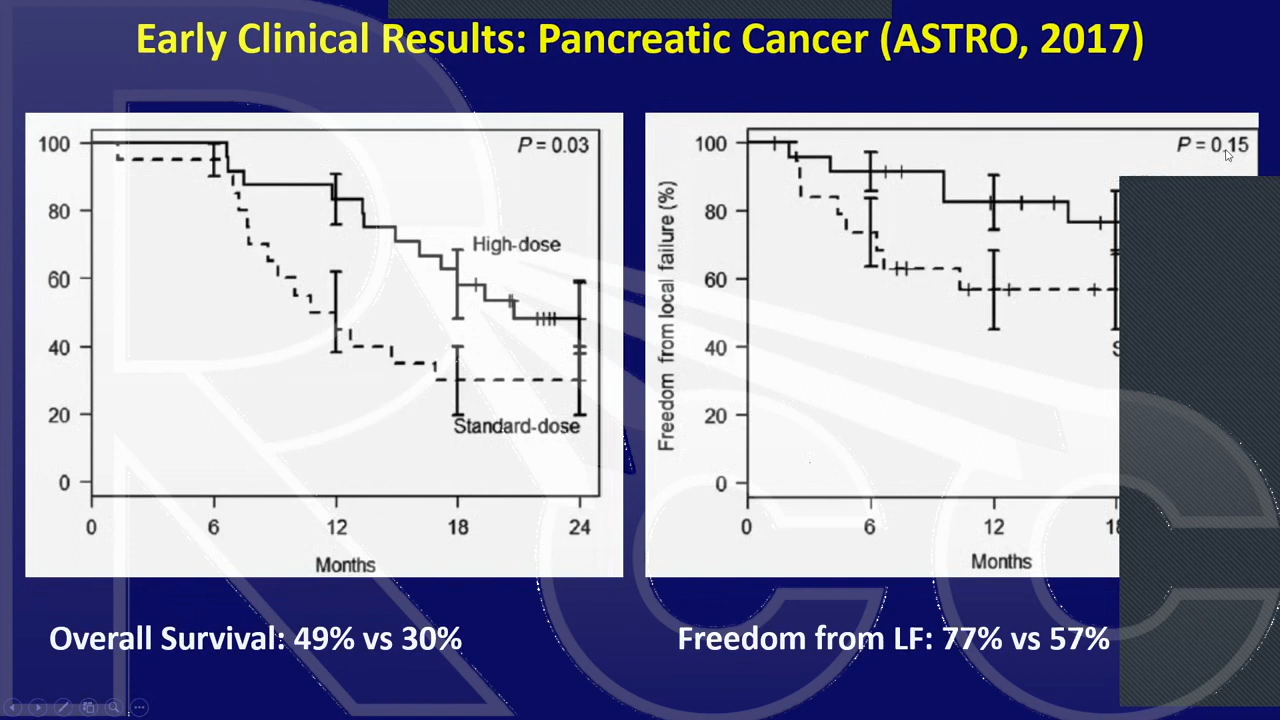 Early Clinical Results: Pancreatic Cancer (ASTRO, 2017)
P = 0.03
100
80
60
40
20
0
High-dose
Standard-dose
0 6 12 18 24
Months
P = 0.15
Freedom from local failure (%)
100
80
60
40
20
0
0 6 12 18
Months
Overall Survival: 49% vs 30%
Freedom from LF: 77% vs 57%